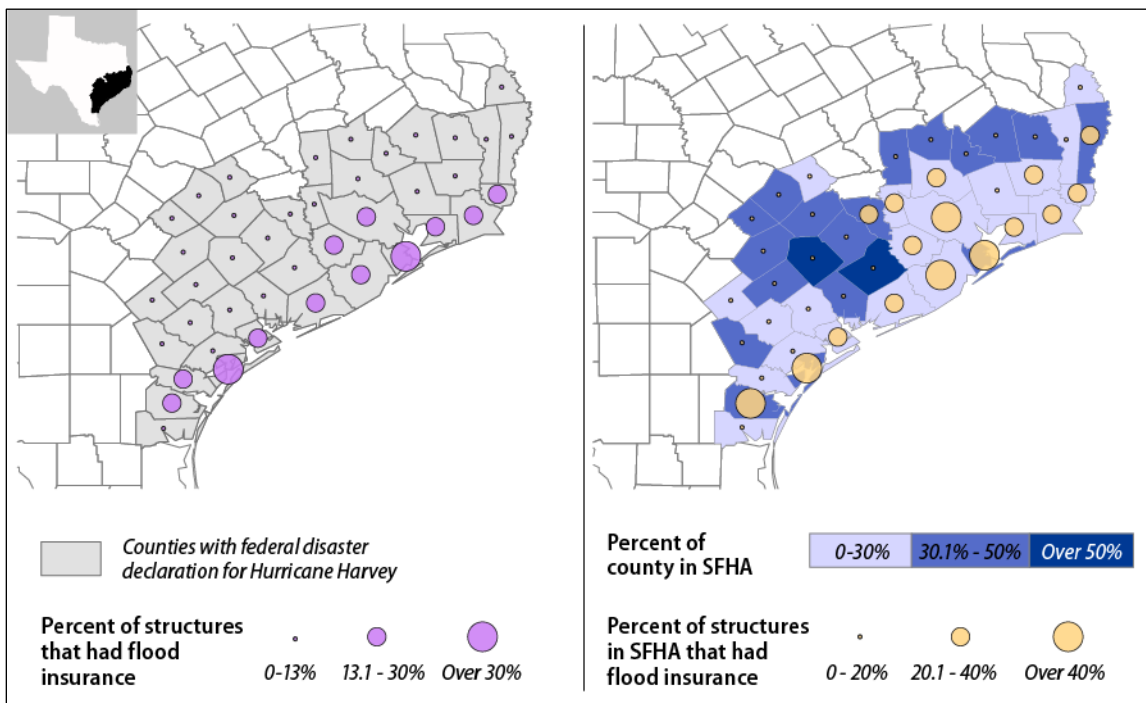 Counties with federal disaster
declaration for Hurricane Harvey
Percent of structures
that had flood
insurance
0-13%
13.1 - 30%
Over 30%
Percent of
county in SFHA
0-30%
30.1% - 50%
Over 50%
Percent of structures
in SFHA that had
flood insurance
0 - 20%
20.1 - 40%
Over 40%